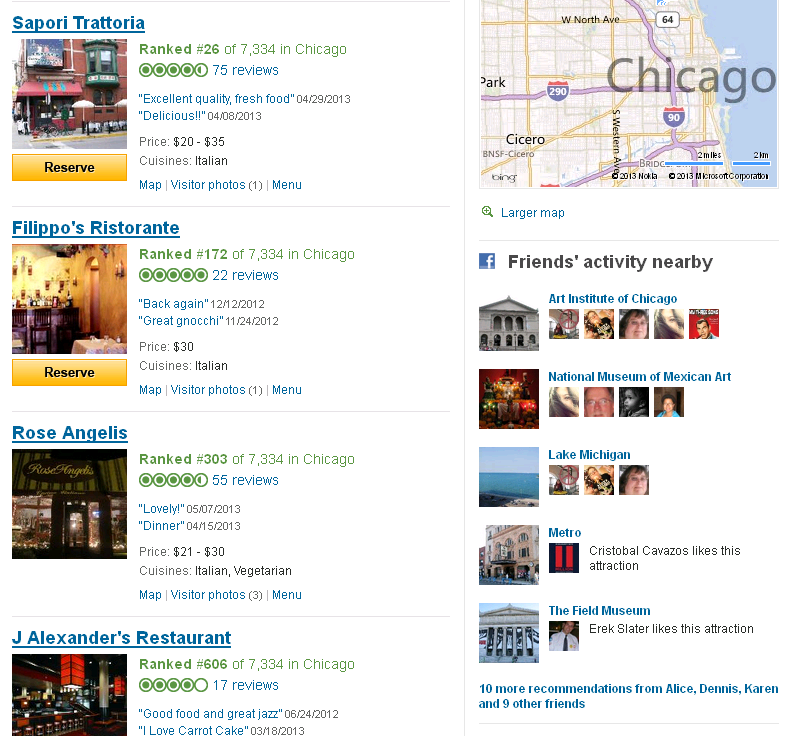 Sapori Trattoria
Ranked #26 of 7,334 in Chicago
75 reviews
"Excellent quality, fresh food" 04/29/2013
"Delicious!!" 04/08/2013
Price: $20 - $35
Cuisines: Italian
Reserve
Map | Visitor photos (1) | Menu
Filippo's Ristorante
Ranked #172 of 7,334 in Chicago
22 reviews
"Back again" 12/12/2012
"Great gnocchi" 11/24/2012
Price: $30
Cuisines: Italian
Reserve
Map | Visitor photos (1) | Menu
Rose Angelis
Rose Angelis
Ranked #303 of 7,334 in Chicago
55 reviews
"Lovely!" 05/07/2013
"Dinner" 04/15/2013
Price: $21 - $30
Cuisines: Italian, Vegetarian
Map | Visitor photos (3) | Menu
J Alexander's Restaurant
Ranked #606 of 7,334 in Chicago
17 reviews
"Good food and great jazz" 06/24/2012
"I Love Carrot Cake" 03/18/2013
W North Ave
64
Chicago
Park
290
90
S Western Ave
Cicero
BNSF-Cicero
2 miles
2 km
bing
© 2013 Nokia © 2013 Microsoft Corporation
Larger map
f Friends' activity nearby
Art Institute of Chicago
National Museum of Mexican Art
Lake Michigan
Metro
Cristobal Cavazos likes this
attraction
The Field Museum
Erek Slater likes this attraction
10 more recommendations from Alice, Dennis, Karen
and 9 other friends